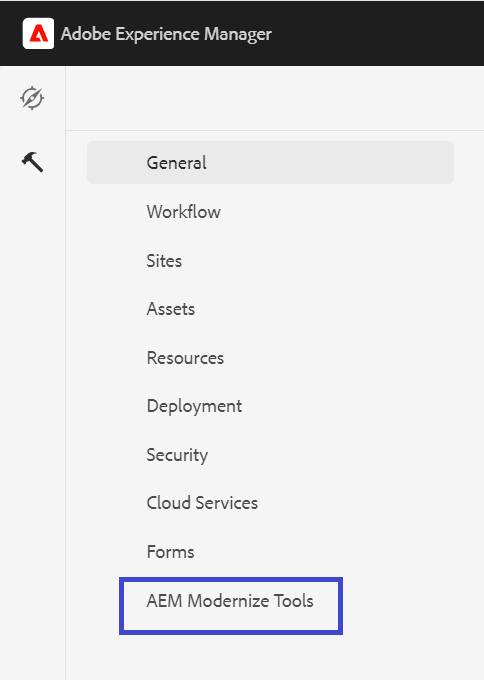 Adobe Experience Manager
General
Workflow
Sites
Assets
Resources
Deployment
Security
Cloud Services
Forms
AEM Modernize Tools